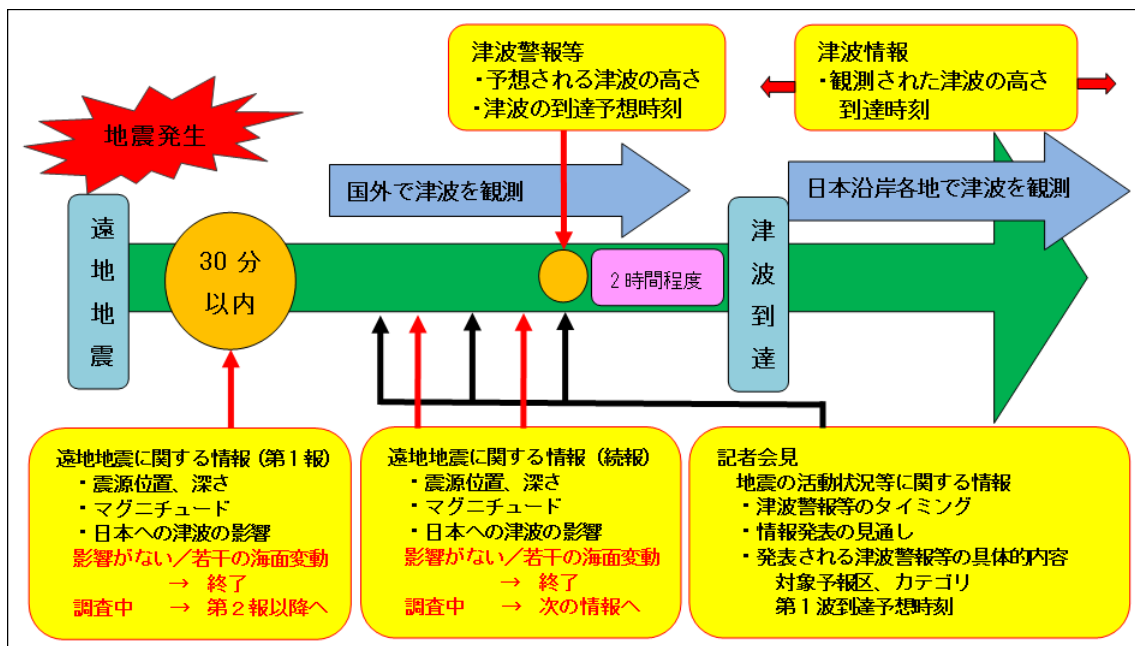 津波警報等
・予想される津波の高さ
・津波の到達予想時刻
津波情報
・観測された津波の高さ
到達時刻
地震発生
国外で津波を観測
日本沿岸各地で津波を観測
遠地地震
30分
以内
2時間程度
津波到達
遠地地震に関する情報(第1報)
・震源位置、深さ
・マグニチュード
・日本への津波の影響
影響がない/若干の海面変動
→ 終了
調査中 → 第2報以降へ
遠地地震に関する情報(続報)
・震源位置、深さ
・マグニチュード
・日本への津波の影響
影響がない/若干の海面変動
→ 終了
調査中 → 次の情報へ
記者会見
地震の活動状況等に関する情報
・津波警報等のタイミング
・情報発表の見通し
・発表される津波警報等の具体的内容
対象予報区、カテゴリ
第1波到達予想時刻